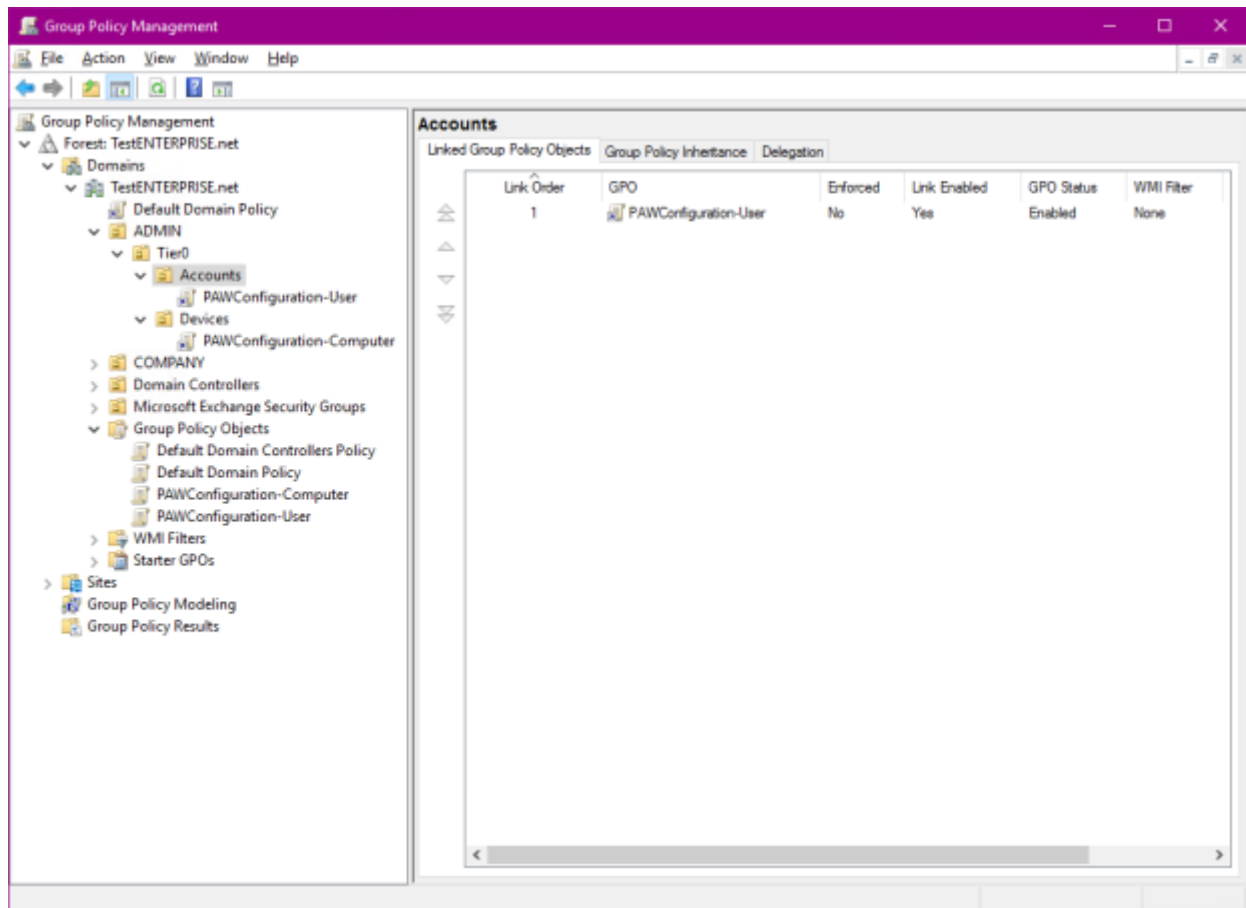 Group Policy Management
File Action View Window Help
Group Policy Management
Forest: TestENTERPRISE.net
Domains
TestENTERPRISE.net
Default Domain Policy
ADMIN
Tier0
Accounts
PAWConfiguration-User
Devices
PAWConfiguration-Computer
COMPANY
Domain Controllers
Microsoft Exchange Security Groups
Group Policy Objects
Default Domain Controllers Policy
Default Domain Policy
PAWConfiguration-Computer
PAWConfiguration-User
WMI Filters
Starter GPOs
Sites
Group Policy Modeling
Group Policy Results
Accounts
Linked Group Policy Objects Group Policy Inheritance Delegation
Link Order GPO Enforced Link Enabled GPO Status WMI Filter
1 PAWConfiguration-User No Yes Enabled None